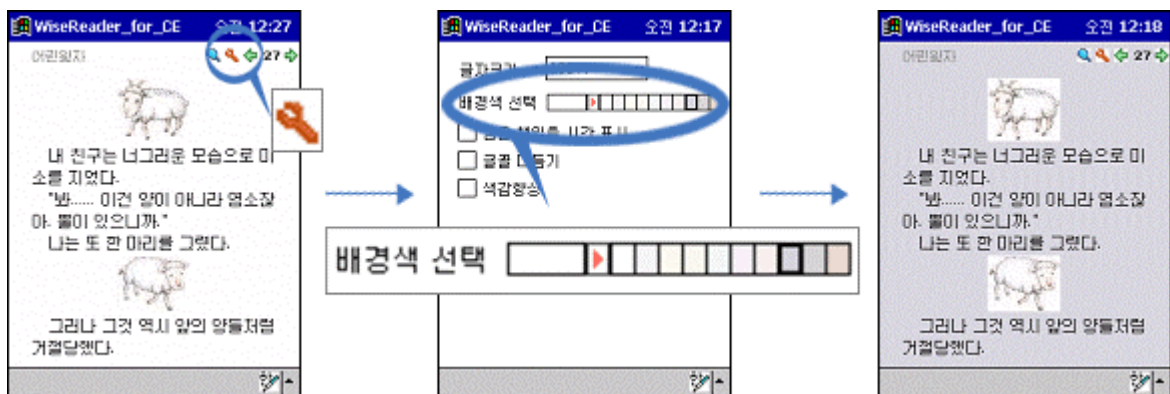 WiseReader_for_CE 오전 12:27
어린왕자
27
내 친구는 너그러운 모습으로 미
소를 지었다.
"봐...... 이건 양이 아니라 염소잖
아. 뿔이 있으니까."
나는 또 한 마리를 그렸다.
그러나 그것 역시 앞의 양들처럼
거절당했다.
WiseReader_for_CE 오전 12:17
글자크기
배경색 선택
시간 표시
글꼴 다듬기
색감향상
배경색 선택
WiseReader_for_CE 오전 12:18
어린왕자
27
내 친구는 너그러운 모습으로 미
소를 지었다.
"봐...... 이건 양이 아니라 염소잖
아. 뿔이 있으니까."
나는 또 한 마리를 그렸다.
그러나 그것 역시 앞의 양들처럼
거절당했다.